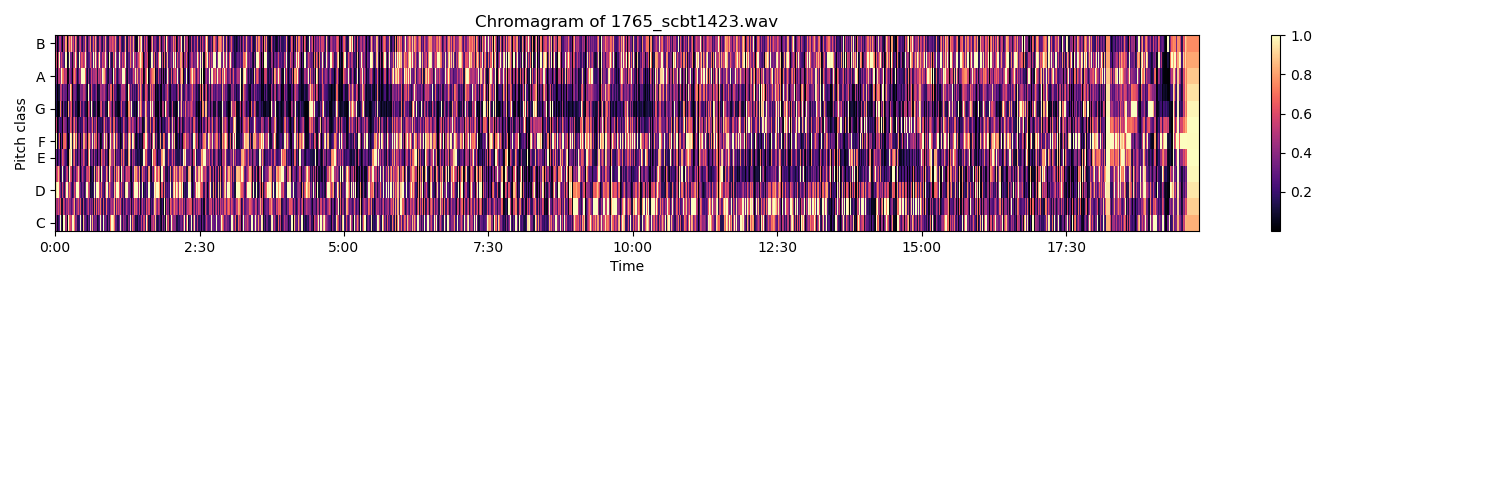 Chromagram of 1765_scbt1423.wav
Pitch class
B
A
G
F
E
D
C
0:00 2:30 5:00 7:30 10:00 12:30 15:00 17:30
Time
1.0
0.8
0.6
0.4
0.2